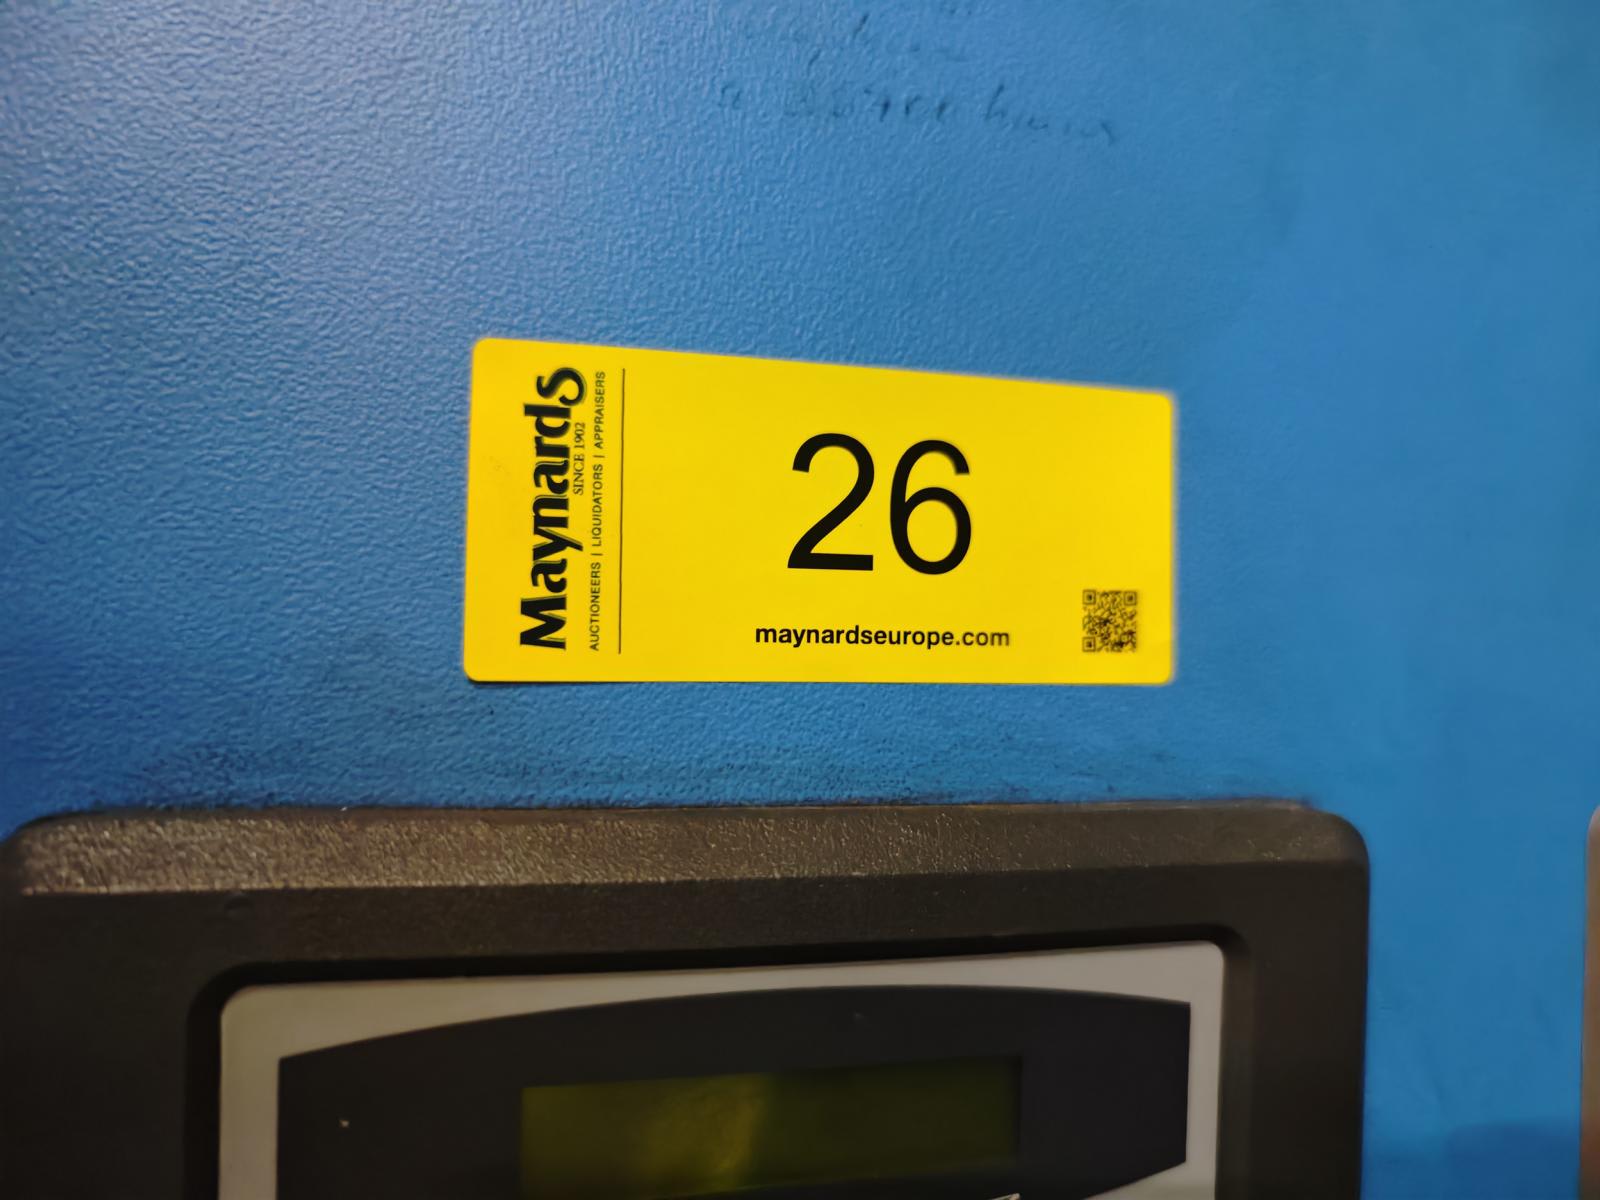 Maynards
SINCE 1902
AUCTIONEERS | LIQUIDATORS | APPRAISERS
26
maynardseurope.com